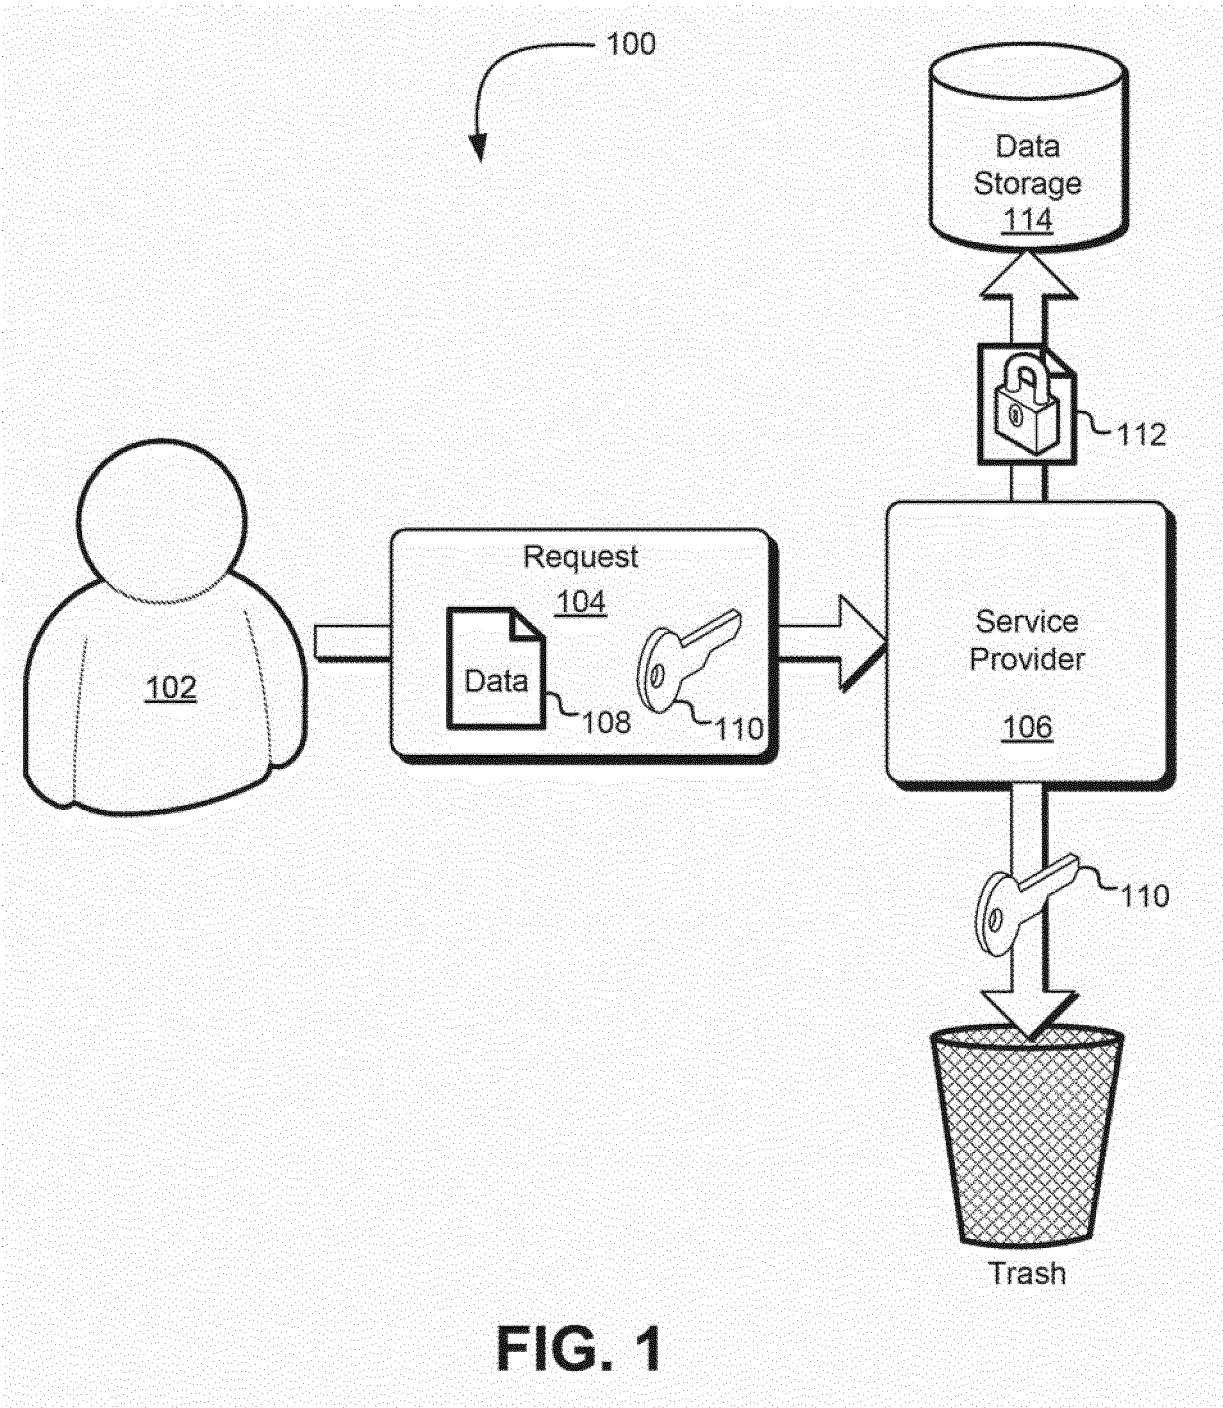 100
Data
Storage
114
112
Request
104
Data
108
110
102
Service
Provider
106
110
Trash
FIG. 1